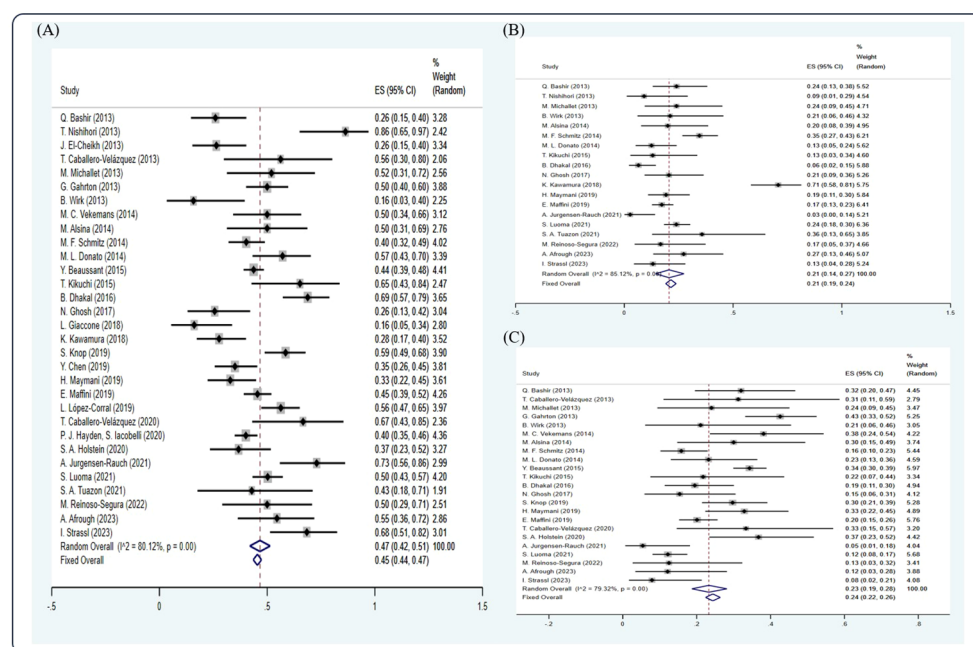 (A)
%
Weight
Study ES (95% CI) (Random)
Q. Bashir (2013) 0.26 (0.15, 0.40) 3.28
T. Nishihori (2013) 0.86 (0.65, 0.97) 2.42
J. El-Cheikh (2013) 0.26 (0.15, 0.40) 3.34
T. Caballero-Velázquez (2013) 0.56 (0.30, 0.80) 2.06
M. Michallet (2013) 0.52 (0.31, 0.72) 2.56
G. Gahrton (2013) 0.50 (0.40, 0.60) 3.88
B. Wirk (2013) 0.16 (0.03, 0.40) 2.25
M. C. Vekemans (2014) 0.50 (0.34, 0.66) 3.12
M. Alsina (2014) 0.50 (0.31, 0.69) 2.76
M. F. Schmitz (2014) 0.40 (0.32, 0.49) 4.02
M. L. Donato (2014) 0.57 (0.43, 0.70) 3.39
Y. Beaussant (2015) 0.44 (0.39, 0.48) 4.41
T. Kikuchi (2015) 0.65 (0.43, 0.84) 2.47
B. Dhakal (2016) 0.69 (0.57, 0.79) 3.65
N. Ghosh (2017) 0.26 (0.13, 0.42) 3.04
L. Giaccone (2018) 0.16 (0.05, 0.34) 2.80
K. Kawamura (2018) 0.28 (0.17, 0.40) 3.52
S. Knop (2019) 0.59 (0.49, 0.68) 3.90
Y. Chen (2019) 0.35 (0.26, 0.45) 3.81
H. Maymani (2019) 0.33 (0.22, 0.45) 3.61
E. Maffini (2019) 0.45 (0.39, 0.52) 4.26
L. López-Corral (2019) 0.56 (0.47, 0.65) 3.97
T. Caballero-Velázquez (2020) 0.67 (0.43, 0.85) 2.36
P. J. Hayden, S. Iacobelli (2020) 0.40 (0.35, 0.46) 4.34
S. A. Holstein (2020) 0.37 (0.23, 0.52) 3.27
A. Jurgensen-Rauch (2021) 0.73 (0.56, 0.86) 2.99
S. Luoma (2021) 0.50 (0.43, 0.57) 4.20
S. A. Tuazon (2021) 0.43 (0.18, 0.71) 1.91
M. Reinoso-Segura (2022) 0.50 (0.29, 0.71) 2.51
A. Afrough (2023) 0.55 (0.36, 0.72) 2.86
I. Strassl (2023) 0.68 (0.51, 0.82) 3.01
Random Overall (I^2 = 80.12%, p = 0.00) 0.47 (0.42, 0.51) 100.00
Fixed Overall 0.45 (0.44, 0.47)
-.5 0 .5 1 1.5
(B)
%
Weight
Study ES (95% CI) (Random)
Q. Bashir (2013) 0.24 (0.13, 0.38) 5.52
T. Nishihori (2013) 0.09 (0.01, 0.29) 4.54
M. Michallet (2013) 0.24 (0.09, 0.45) 4.71
B. Wirk (2013) 0.21 (0.06, 0.46) 4.32
M. Alsina (2014) 0.20 (0.08, 0.39) 4.95
M. F. Schmitz (2014) 0.35 (0.27, 0.43) 6.21
M. L. Donato (2014) 0.13 (0.05, 0.24) 5.62
T. Kikuchi (2015) 0.13 (0.03, 0.34) 4.60
B. Dhakal (2016) 0.06 (0.02, 0.15) 5.88
N. Ghosh (2017) 0.21 (0.09, 0.36) 5.26
K. Kawamura (2018) 0.71 (0.58, 0.81) 5.75
H. Maymani (2019) 0.19 (0.11, 0.30) 5.84
E. Maffini (2019) 0.17 (0.13, 0.23) 6.41
A. Jurgensen-Rauch (2021) 0.03 (0.00, 0.14) 5.21
S. Luoma (2021) 0.24 (0.18, 0.30) 6.36
S. A. Tuazon (2021) 0.36 (0.13, 0.65) 3.85
M. Reinoso-Segura (2022) 0.17 (0.05, 0.37) 4.66
A. Afrough (2023) 0.27 (0.13, 0.46) 5.07
I. Strassl (2023) 0.13 (0.04, 0.28) 5.24
Random Overall (I^2 = 85.12%, p = 0.00) 0.21 (0.14, 0.27) 100.00
Fixed Overall 0.21 (0.19, 0.24)
-.5 0 .5 1
(C)
%
Weight
Study ES (95% CI) (Random)
Q. Bashir (2013) 0.32 (0.20, 0.47) 4.45
T. Caballero-Velázquez (2013) 0.31 (0.11, 0.59) 2.79
M. Michallet (2013) 0.24 (0.09, 0.45) 3.47
G. Gahrton (2013) 0.43 (0.33, 0.52) 5.25
B. Wirk (2013) 0.21 (0.06, 0.46) 3.05
M. C. Vekemans (2014) 0.38 (0.24, 0.54) 4.22
M. Alsina (2014) 0.30 (0.15, 0.49) 3.74
M. F. Schmitz (2014) 0.16 (0.10, 0.23) 5.44
M. L. Donato (2014) 0.23 (0.13, 0.36) 4.59
Y. Beaussant (2015) 0.34 (0.30, 0.39) 5.97
T. Kikuchi (2015) 0.22 (0.07, 0.44) 3.34
B. Dhakal (2016) 0.19 (0.11, 0.30) 4.94
N. Ghosh (2017) 0.15 (0.06, 0.31) 4.12
S. Knop (2019) 0.30 (0.21, 0.39) 5.28
H. Maymani (2019) 0.33 (0.22, 0.45) 4.89
E. Maffini (2019) 0.20 (0.15, 0.26) 5.76
T. Caballero-Velázquez (2020) 0.33 (0.15, 0.57) 3.20
S. A. Holstein (2020) 0.37 (0.23, 0.52) 4.42
A. Jurgensen-Rauch (2021) 0.05 (0.01, 0.18) 4.04
S. Luoma (2021) 0.12 (0.08, 0.17) 5.68
M. Reinoso-Segura (2022) 0.13 (0.03, 0.32) 3.41
A. Afrough (2023) 0.12 (0.03, 0.28) 3.88
I. Strassl (2023) 0.08 (0.02, 0.21) 4.08
Random Overall (I^2 = 79.32%, p = 0.00) 0.23 (0.19, 0.28) 100.00
Fixed Overall 0.24 (0.22, 0.26)
-.2 0 .2 .4 .6 .8